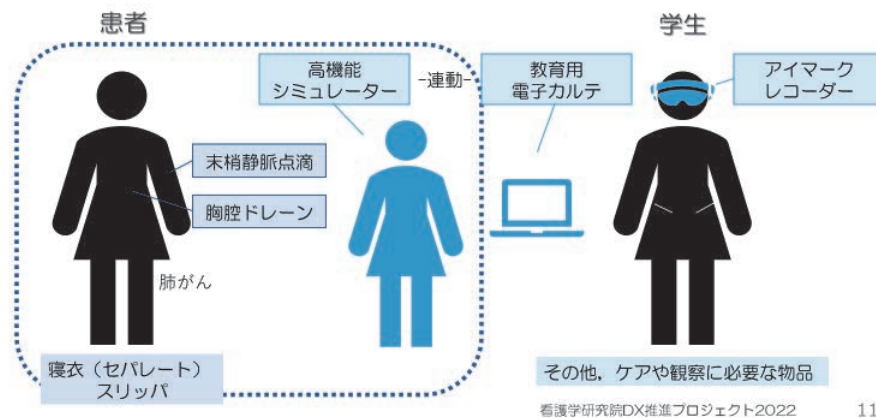 患者
学生
高機能
シミュレーター
-連動-
教育用
電子カルテ
アイマーク
レコーダー
末梢静脈点滴
胸腔ドレーン
肺がん
寝衣（セパレート）
スリッパ
その他，ケアや観察に必要な物品
看護学研究院DX推進プロジェクト2022
11